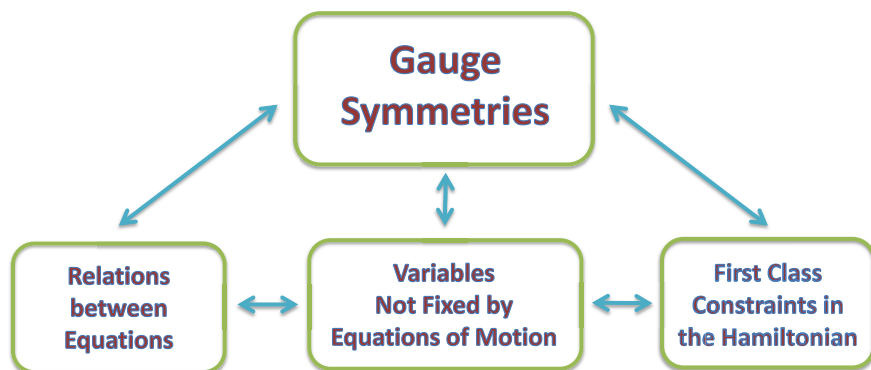 Gauge
Symmetries
Relations
between
Equations
Variables
Not Fixed by
Equations of Motion
First Class
Constraints in
the Hamiltonian